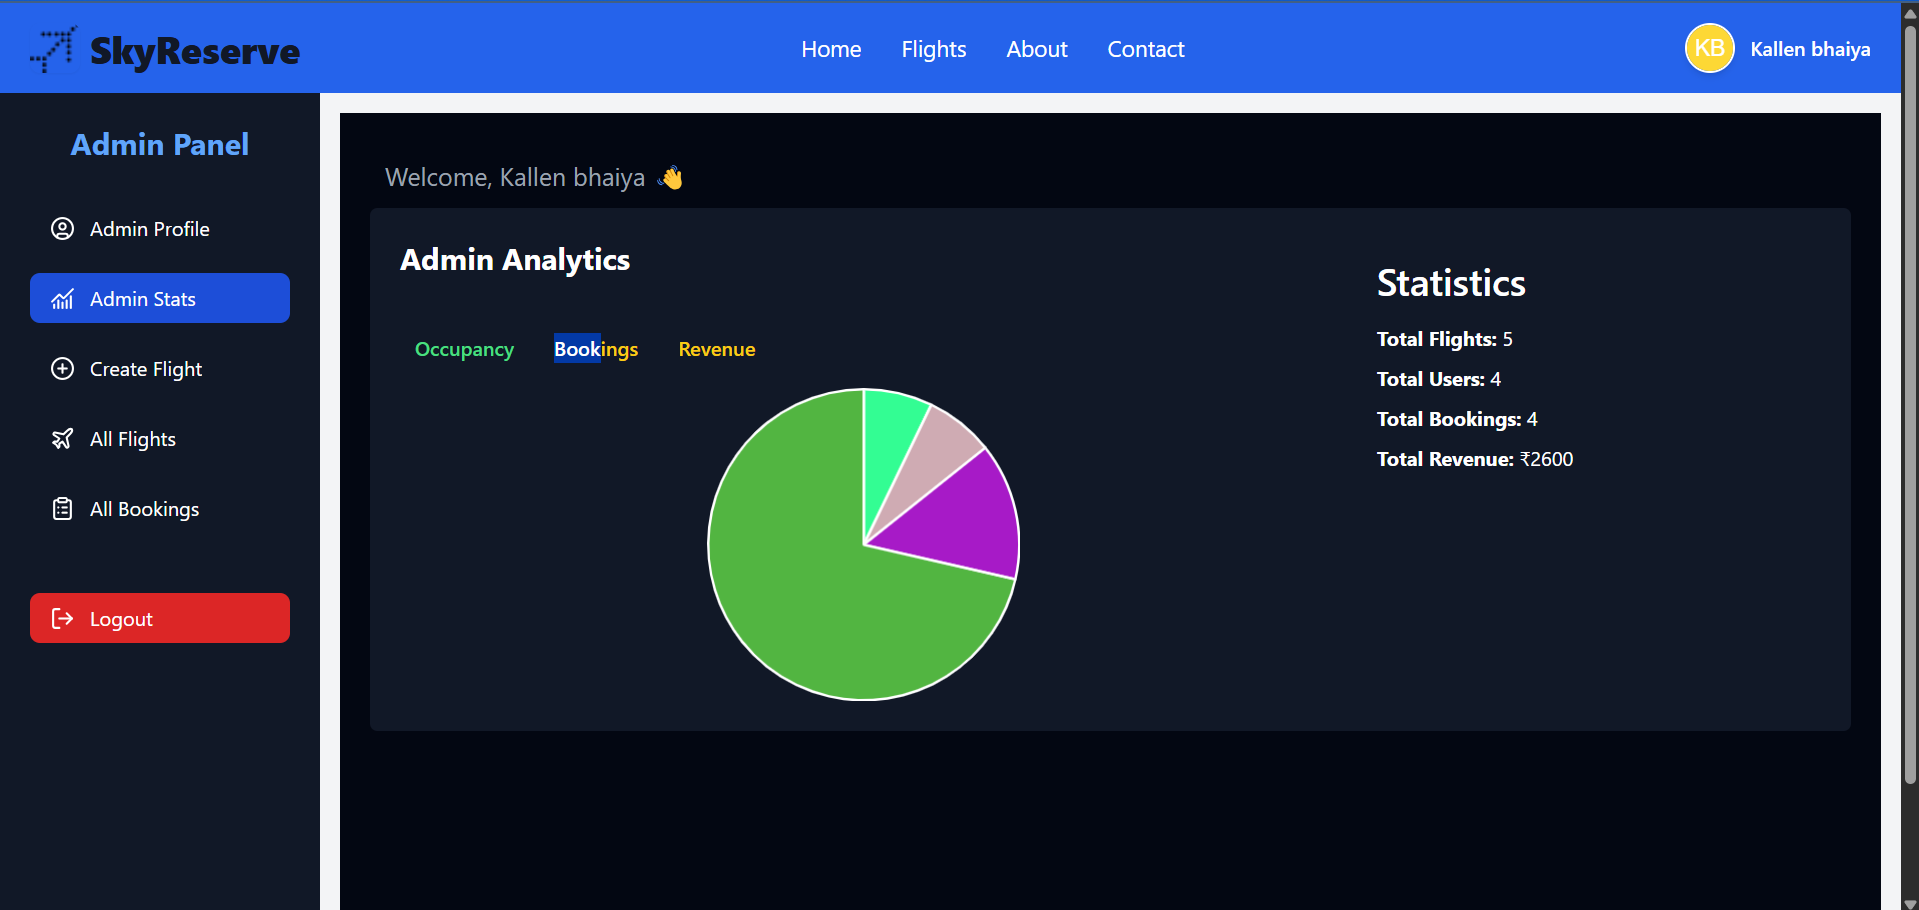 SkyReserve
Home Flights About Contact
KB Kallen bhaiya
Admin Panel
Admin Profile
Admin Stats
Create Flight
All Flights
All Bookings
Logout
Welcome, Kallen bhaiya 👋
Admin Analytics
Occupancy Bookings Revenue
Statistics
Total Flights: 5
Total Users: 4
Total Bookings: 4
Total Revenue: ₹2600